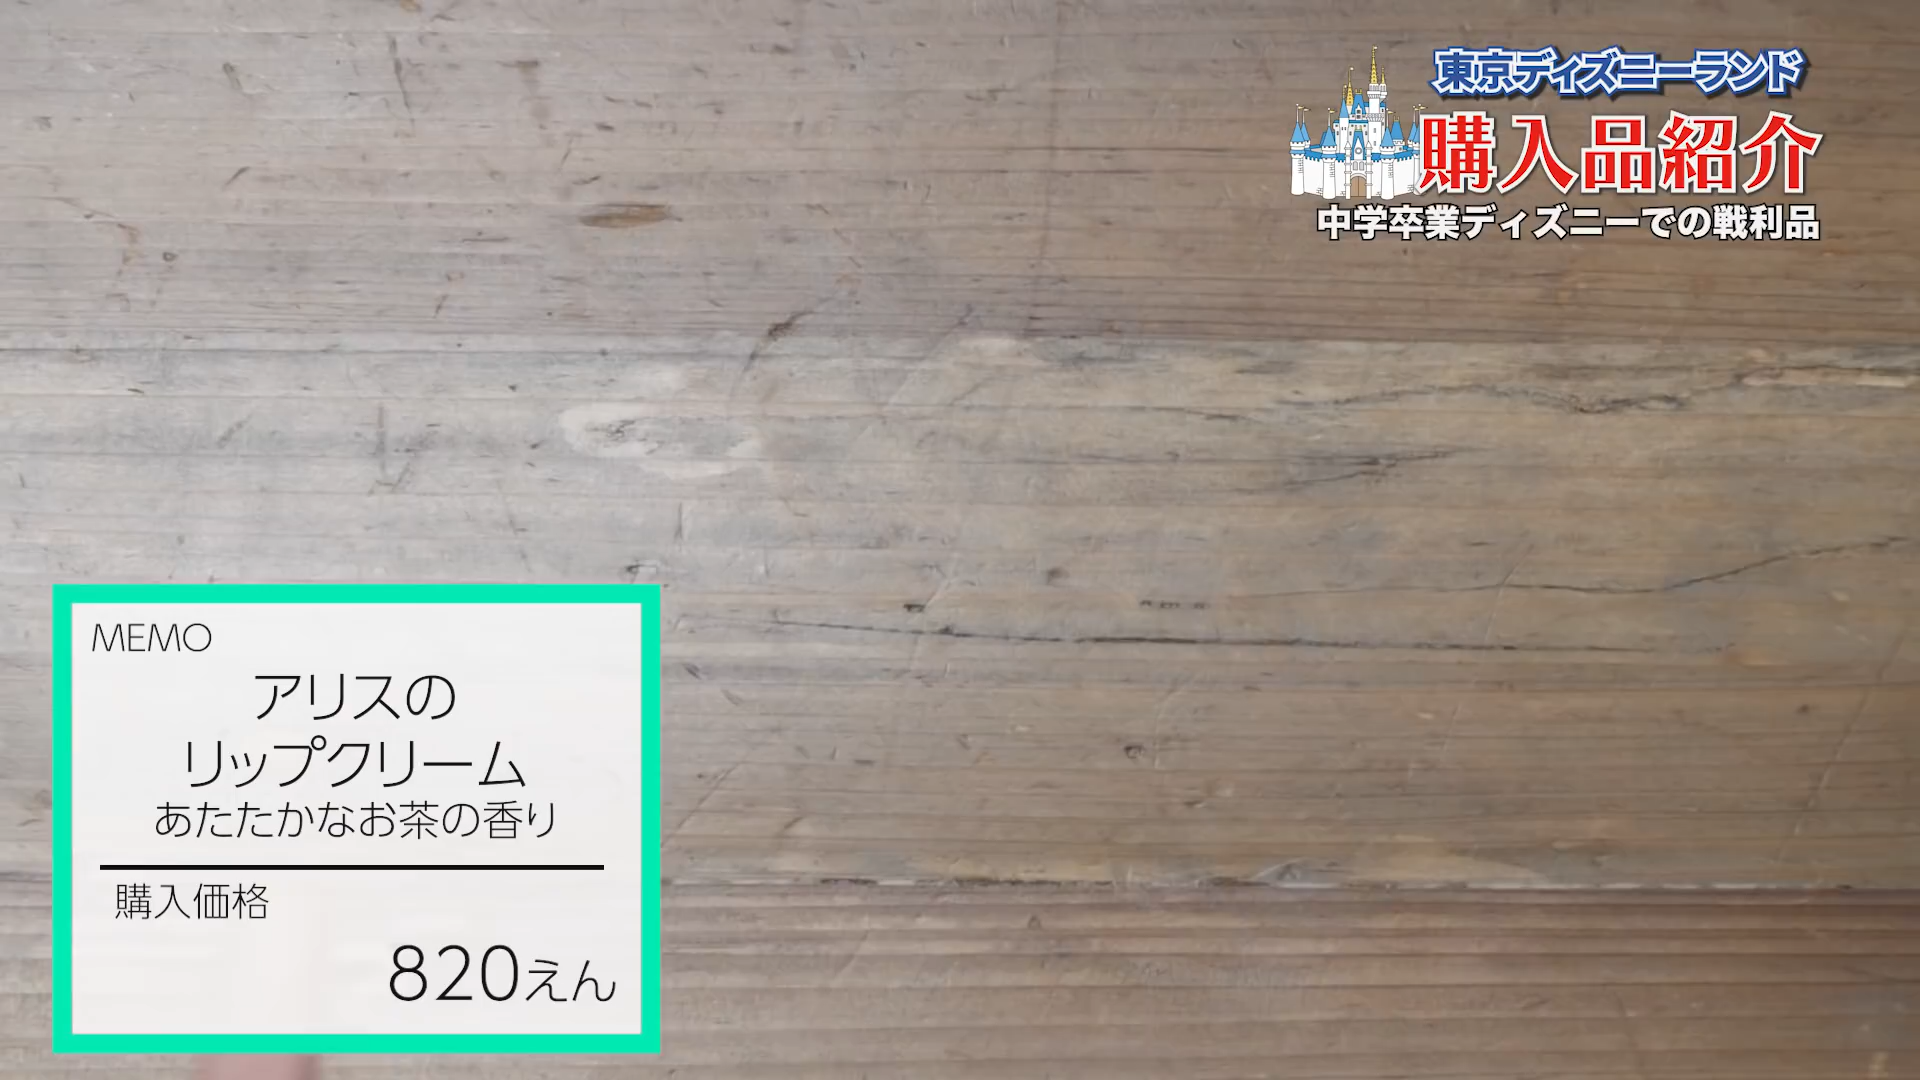 東京ディズニーランド
購入品紹介
中学卒業ディズニーでの戦利品
MEMO
アリスの
リップクリーム
あたたかなお茶の香り
購入価格
820えん